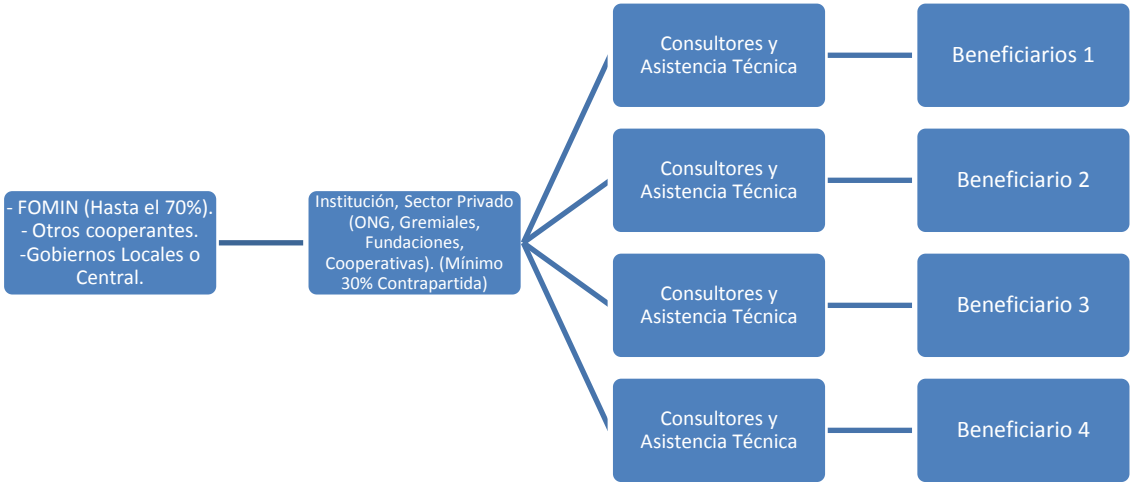 - FOMIN (Hasta el 70%).
- Otros cooperantes.
-Gobiernos Locales o
Central.
Institución, Sector Privado
(ONG, Gremiales,
Fundaciones,
Cooperativas). (Mínimo
30% Contrapartida)
Consultores y
Asistencia Técnica
Beneficiarios 1
Consultores y
Asistencia Técnica
Beneficiario 2
Consultores y
Asistencia Técnica
Beneficiario 3
Consultores y
Asistencia Técnica
Beneficiario 4